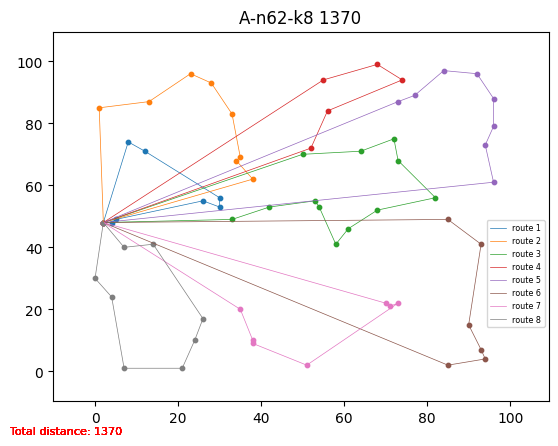 A-n62-k8 1370
100
80
60
40
20
0
0 20 40 60 80 100
route 1
route 2
route 3
route 4
route 5
route 6
route 7
route 8
Total distance: 1370